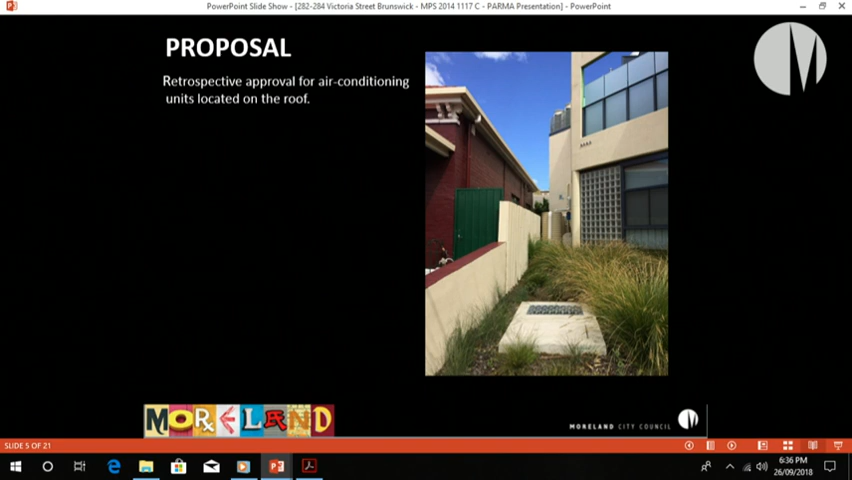 PowerPoint Slide Show - [282-284 Victoria Street Brunswick - MPS 2014 1117 C - PARMA Presentation] - PowerPoint
PROPOSAL
Retrospective approval for air-conditioning
units located on the roof.
MORELAND
MORELAND CITY COUNCIL
SLIDE 5 OF 21
6:36 PM
26/09/2018